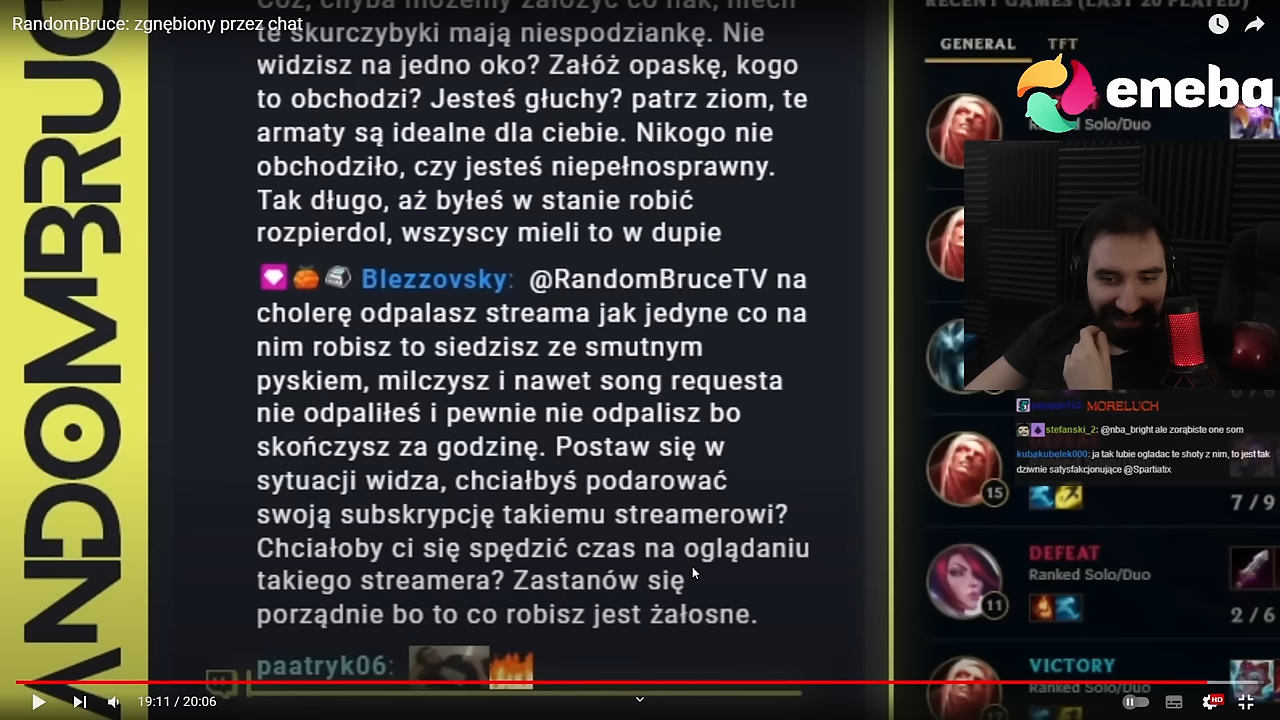 RandomBruce: zgnębiony przez chat
RECENT GAMES (LAST 20 PLAYED)
GENERAL TFT
eneba
Ranked Solo/Duo
RANDOMBRUC
te skurczybyki mają niespodziankę. Nie
widzisz na jedno oko? Załóż opaskę, kogo
to obchodzi? Jesteś głuchy? patrz ziom, te
armaty są idealne dla ciebie. Nikogo nie
obchodziło, czy jesteś niepełnosprawny.
Tak długo, aż byłeś w stanie robić
rozpierdol, wszyscy mieli to w dupie
Blezzovsky: @RandomBruceTV na
cholerę odpalasz streama jak jedyne co na
nim robisz to siedzisz ze smutnym
pyskiem, milczysz i nawet song requesta
nie odpaliłeś i pewnie nie odpalisz bo
skończysz za godzinę. Postaw się w
sytuacji widza, chciałbyś podarować
swoją subskrypcję takiemu streamerowi?
Chciałoby ci się spędzić czas na oglądaniu
takiego streamera? Zastanów się
porządnie bo to co robisz jest żałosne.
paatryk06:
MORELUCH
stefanski_2: @nba_bright ale zorąbiste one som
kubakubelek000: ja tak lubie ogladac te shoty z nim, to jest tak
dziwnie satysfakcjonujące @Spartiatix
15
7 / 9
DEFEAT
Ranked Solo/Duo
11
2 / 6
VICTORY
Ranked Solo/Duo
19:11 / 20:06
HD